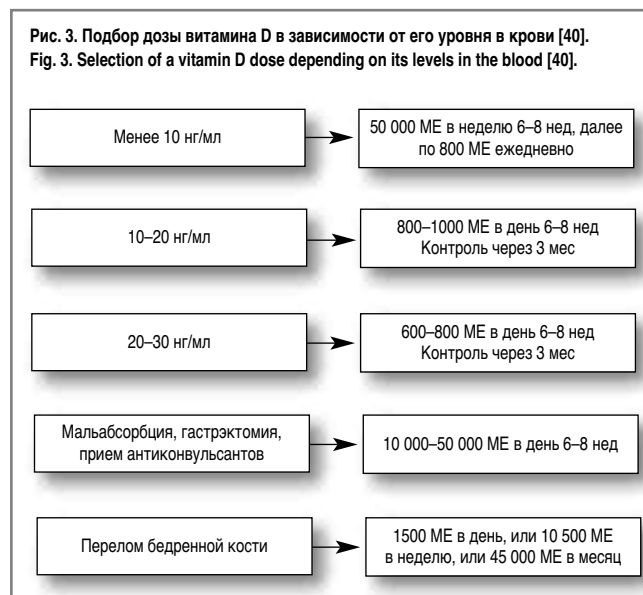 Рис. 3. Подбор дозы витамина D в зависимости от его уровня в крови [40].
Fig. 3. Selection of a vitamin D dose depending on its levels in the blood [40].
Менее 10 нг/мл
50 000 МЕ в неделю 6–8 нед, далее
по 800 МЕ ежедневно
10–20 нг/мл
800–1000 МЕ в день 6–8 нед
Контроль через 3 мес
20–30 нг/мл
600–800 МЕ в день 6–8 нед
Контроль через 3 мес
Мальабсорбция, гастрэктомия,
прием антиконвульсантов
10 000–50 000 МЕ в день 6–8 нед
Перелом бедренной кости
1500 МЕ в день, или 10 500 МЕ
в неделю, или 45 000 МЕ в месяц